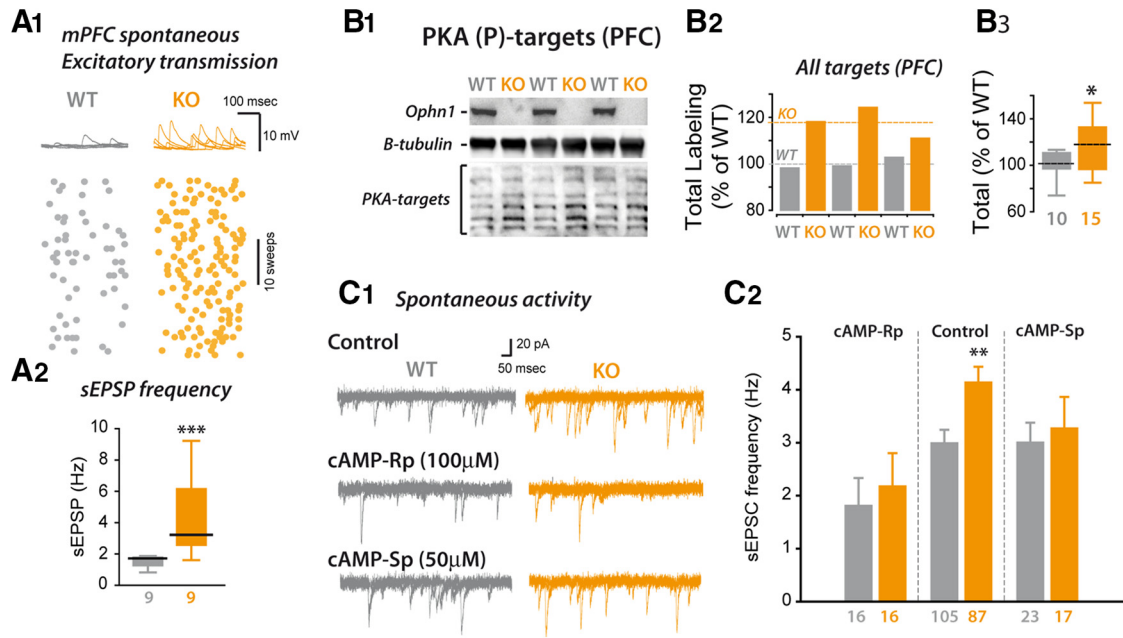 A1
mPFC spontaneous
Excitatory transmission
WT
KO
100 msec
10 mV
10 sweeps
A2
sEPSP frequency
sEPSP (Hz)
10
8
6
4
2
0
***
9
9
B1
PKA (P)-targets (PFC)
WT KO WT KO WT KO
Ophn1
B-tubulin
PKA-targets
B2
All targets (PFC)
Total Labeling
(% of WT)
120
100
80
KO
WT
WT KO WT KO WT KO
B3
Total (% of WT)
140
100
60
*
10
15
C1
Spontaneous activity
Control
20 pA
50 msec
WT
KO
cAMP-Rp (100μM)
cAMP-Sp (50μM)
C2
cAMP-Rp
Control
cAMP-Sp
sEPSC frequency (Hz)
5
4
3
2
1
0
**
16
16
105
87
23
17